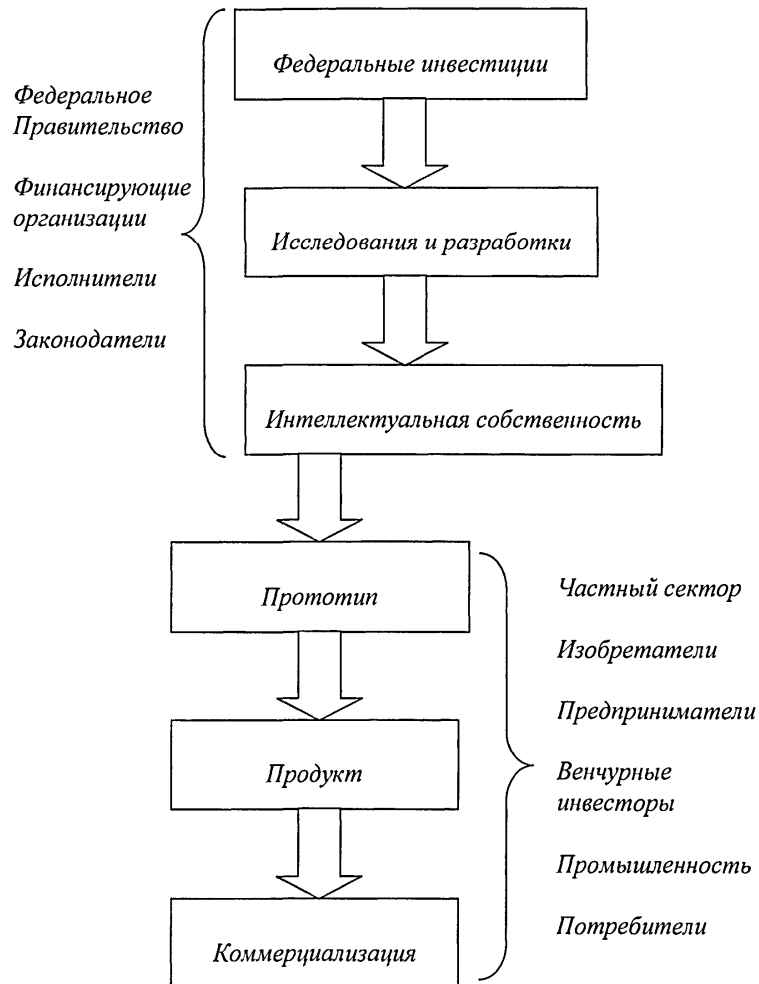 Федеральные инвестиции
Федеральное
Правительство
Финансирующие
организации
Исполнители
Законодатели
Исследования и разработки
Интеллектуальная собственность
Прототип
Продукт
Коммерциализация
Частный сектор
Изобретатели
Предприниматели
Венчурные
инвесторы
Промышленность
Потребители